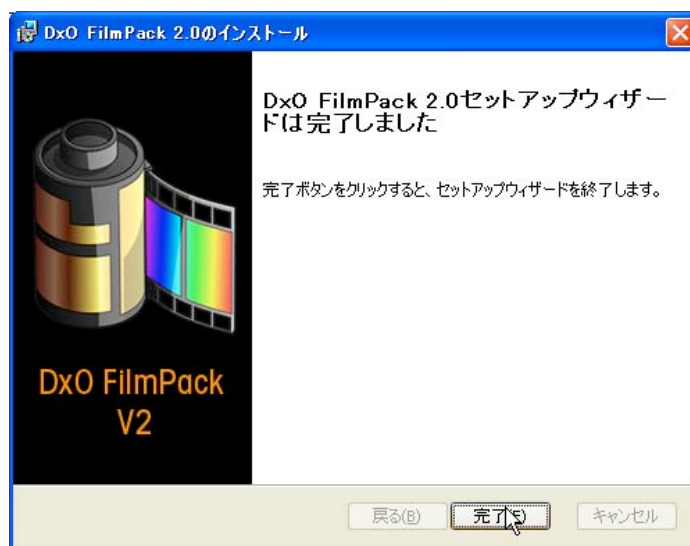 DxO FilmPack 2.0のインストール
DxO FilmPack 2.0セットアップウィザー
ドは完了しました
完了ボタンをクリックすると、セットアップウィザードを終了します。
DxO FilmPack
V2
戻る(B)
完了(F)
キャンセル